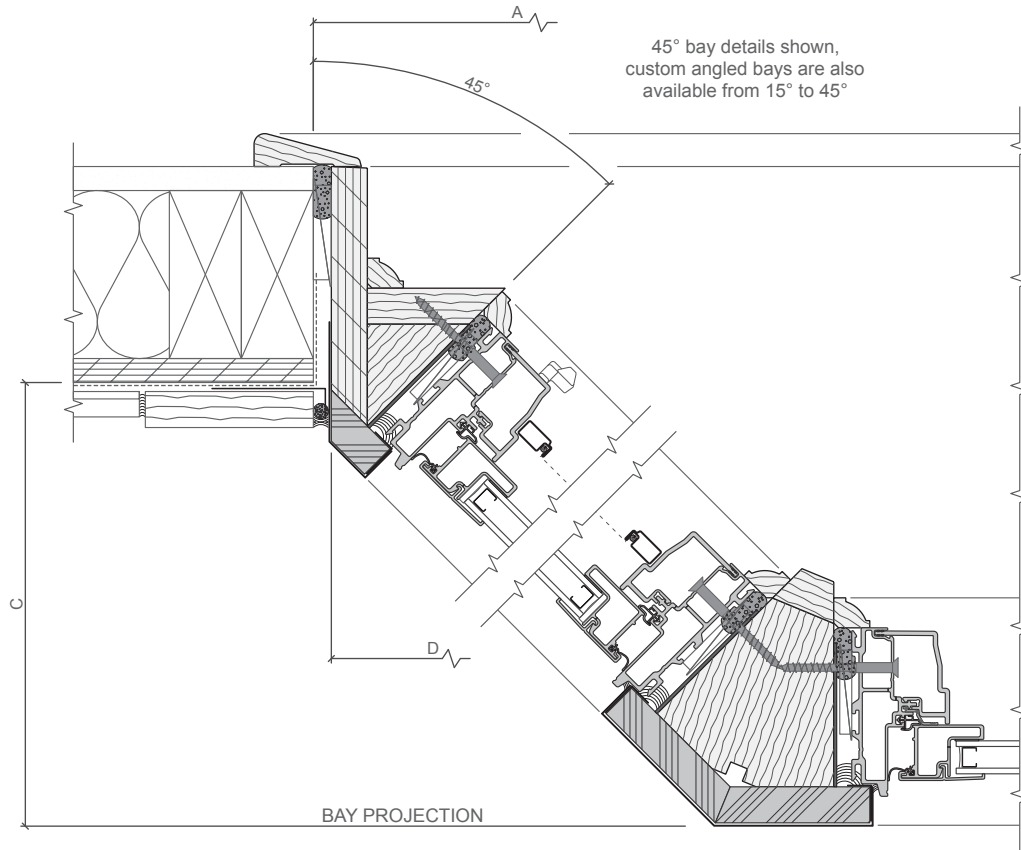 A
45° bay details shown,
custom angled bays are also
available from 15° to 45°
45°
C
D
BAY PROJECTION